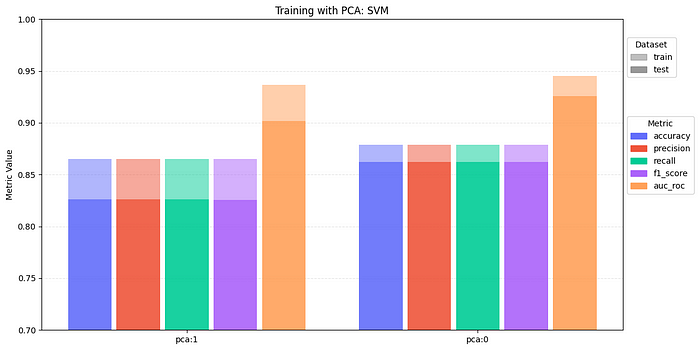 Training with PCA: SVM
Metric Value
1.00
0.95
0.90
0.85
0.80
0.75
0.70
pca:1
pca:0
Dataset
train
test
Metric
accuracy
precision
recall
f1_score
auc_roc